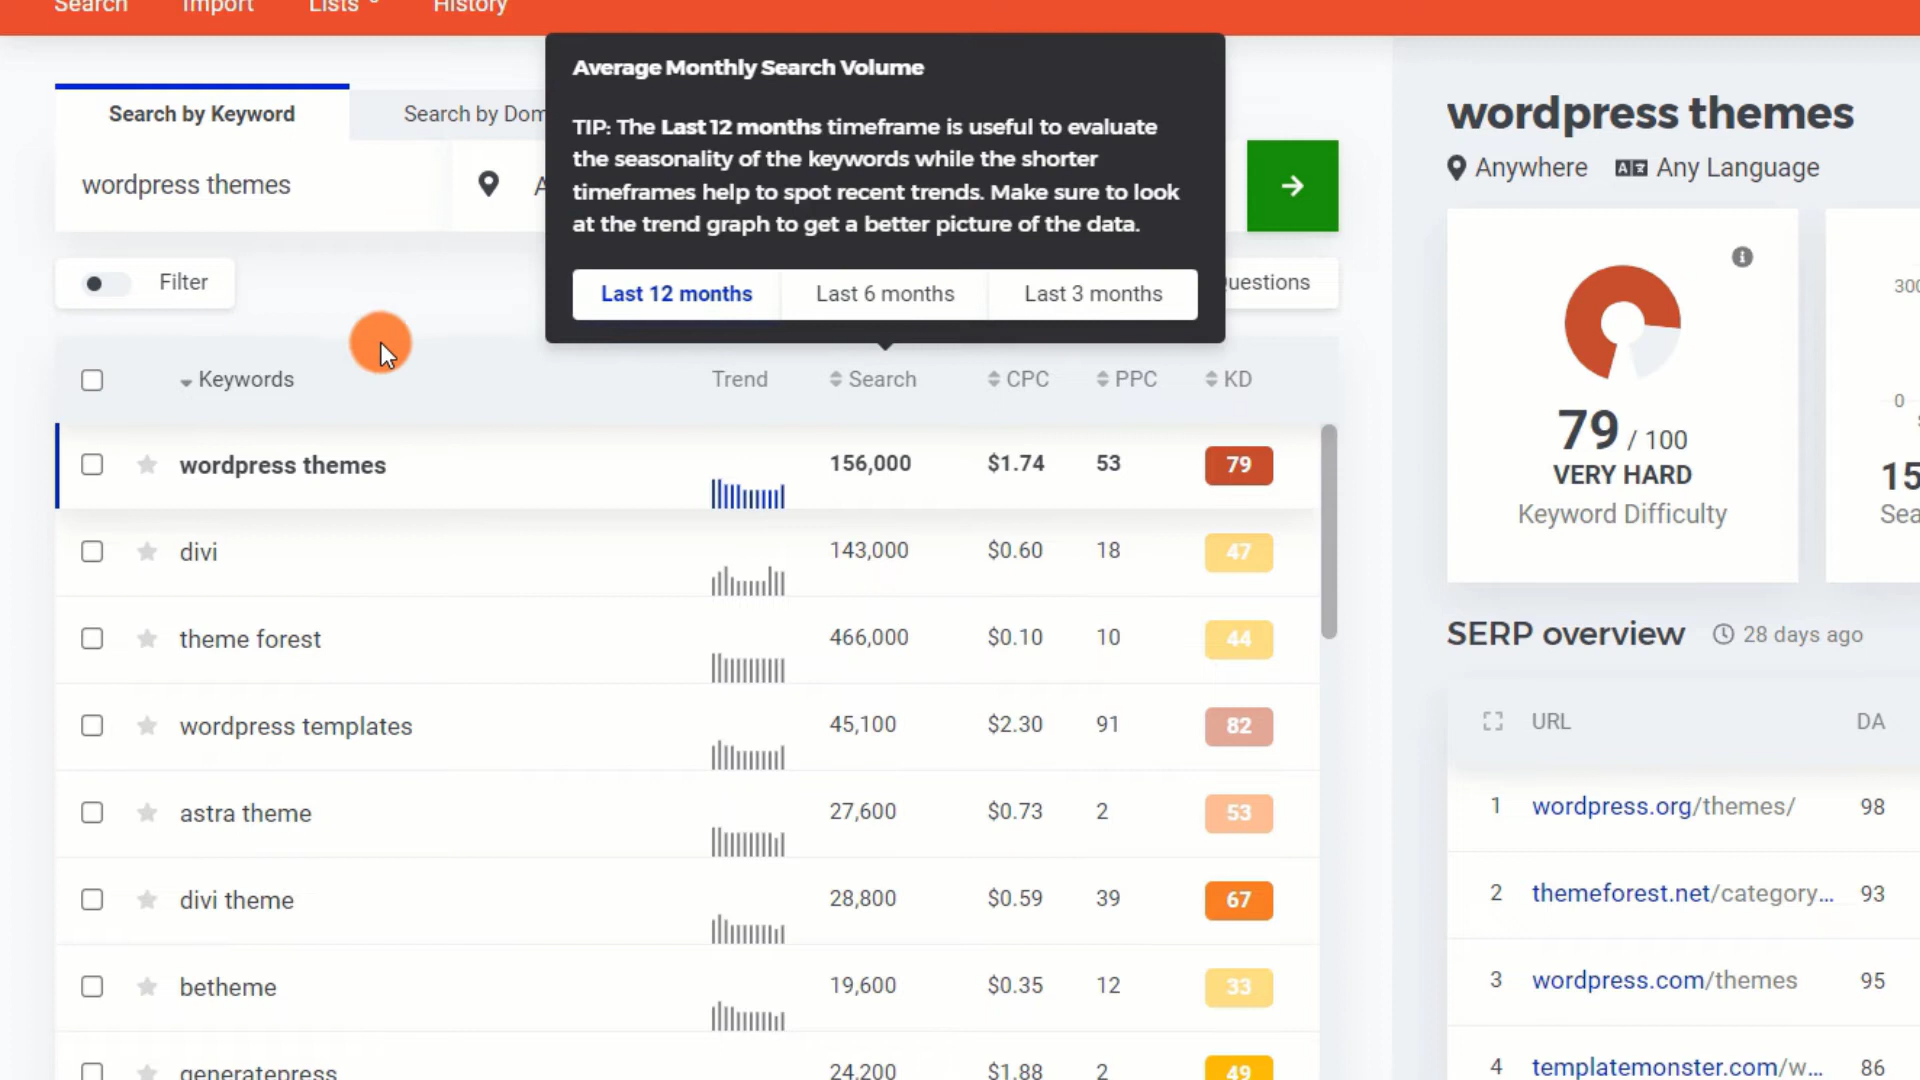 Search Import Lists History
Average Monthly Search Volume
TIP: The Last 12 months timeframe is useful to evaluate
the seasonality of the keywords while the shorter
timeframes help to spot recent trends. Make sure to look
at the trend graph to get a better picture of the data.
Last 12 months Last 6 months Last 3 months
Search by Keyword Search by Dom
wordpress themes A
Filter uestions
Keywords Trend Search CPC PPC KD
wordpress themes 156,000 $1.74 53 79
divi 143,000 $0.60 18 47
theme forest 466,000 $0.10 10 44
wordpress templates 45,100 $2.30 91 82
astra theme 27,600 $0.73 2 53
divi theme 28,800 $0.59 39 67
betheme 19,600 $0.35 12 33
generatepress 24,200 $1.88 2 49
wordpress themes
Anywhere Any Language
79 / 100
VERY HARD
Keyword Difficulty
300
0
15
Sea
SERP overview 28 days ago
URL DA
1 wordpress.org/themes/ 98
2 themeforest.net/category... 93
3 wordpress.com/themes 95
4 templatemonster.com/w... 86